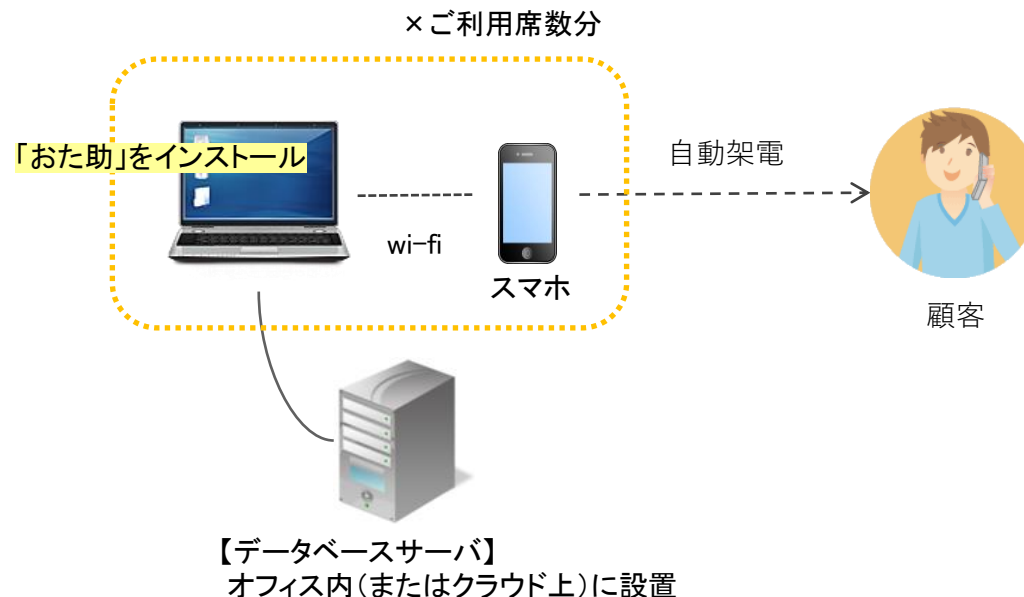 ×ご利用席数分
「おた助」をインストール
自動架電
wi-fi
スマホ
顧客
【データベースサーバ】
オフィス内(またはクラウド上)に設置